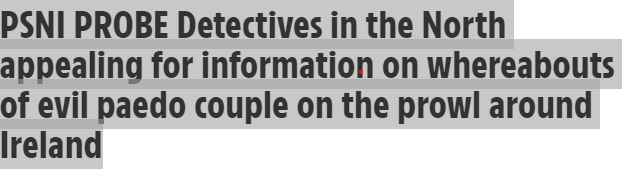 PSNI PROBE Detectives in the North
appealing for information on whereabouts
of evil paedo couple on the prowl around
Ireland